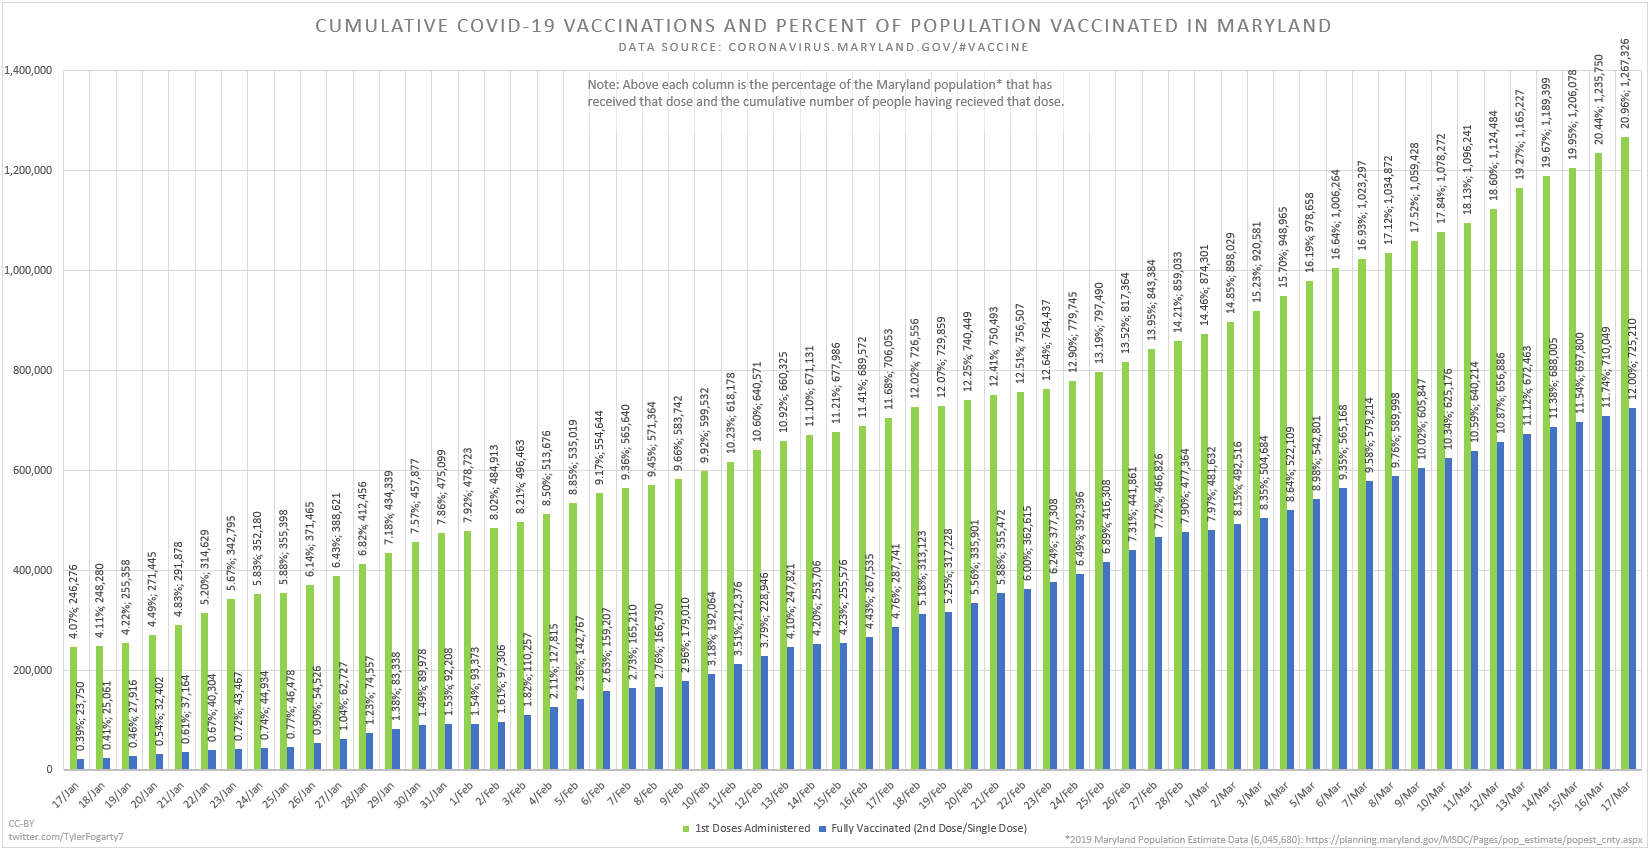 CUMULATIVE COVID-19 VACCINATIONS AND PERCENT OF POPULATION VACCINATED IN MARYLAND
DATA SOURCE: CORONAVIRUS.MARYLAND.GOV/#VACCINE
Note: Above each column is the percentage of the Maryland population* that has
received that dose and the cumulative number of people having recieved that dose.
1,400,000
1,200,000
1,000,000
800,000
600,000
400,000
200,000
0
4.07%; 246,276
0.39%; 23,750
4.11%; 248,280
0.41%; 25,061
4.22%; 255,358
0.46%; 27,916
4.49%; 271,445
0.54%; 32,402
4.83%; 291,878
0.61%; 37,164
5.20%; 314,629
0.67%; 40,304
5.67%; 342,795
0.72%; 43,467
5.83%; 352,180
0.74%; 44,934
5.88%; 355,398
0.77%; 46,478
6.14%; 371,465
0.90%; 54,526
6.43%; 388,621
1.04%; 62,727
6.82%; 412,456
1.23%; 74,557
7.18%; 434,339
1.38%; 83,338
7.57%; 457,877
1.49%; 89,978
7.86%; 475,099
1.53%; 92,208
7.92%; 478,723
1.54%; 93,373
8.02%; 484,913
1.61%; 97,306
8.21%; 496,463
1.82%; 110,257
8.50%; 513,676
2.11%; 127,815
8.85%; 535,019
2.36%; 142,767
9.17%; 554,644
2.63%; 159,207
9.36%; 565,640
2.73%; 165,210
9.45%; 571,364
2.76%; 166,730
9.66%; 583,742
2.96%; 179,010
9.92%; 599,532
3.18%; 192,064
10.23%; 618,178
3.51%; 212,376
10.60%; 640,571
3.79%; 228,946
10.92%; 660,325
4.10%; 247,821
11.10%; 671,131
4.20%; 253,706
11.21%; 677,986
4.23%; 255,576
11.41%; 689,572
4.43%; 267,535
11.68%; 706,053
4.76%; 287,741
12.02%; 726,556
5.18%; 313,123
12.07%; 729,859
5.25%; 317,228
12.25%; 740,449
5.56%; 335,901
12.41%; 750,493
5.88%; 355,472
12.51%; 756,507
6.00%; 362,615
12.64%; 764,437
6.24%; 377,308
12.90%; 779,745
6.49%; 392,396
13.19%; 797,490
6.89%; 416,308
13.52%; 817,364
7.31%; 441,861
13.95%; 843,384
7.72%; 466,826
14.21%; 859,033
7.90%; 477,364
14.46%; 874,301
7.97%; 481,632
14.85%; 898,029
8.15%; 492,516
15.23%; 920,581
8.35%; 504,684
15.70%; 948,965
8.64%; 522,109
16.19%; 978,658
8.98%; 542,801
16.64%; 1,006,264
9.35%; 565,168
16.93%; 1,023,297
9.58%; 579,214
17.12%; 1,034,872
9.76%; 589,998
17.52%; 1,059,428
10.02%; 605,847
17.84%; 1,078,272
10.34%; 625,176
18.13%; 1,096,241
10.59%; 640,214
18.60%; 1,124,484
10.87%; 656,886
19.27%; 1,165,227
11.12%; 672,463
19.67%; 1,189,399
11.38%; 688,005
19.95%; 1,206,078
11.54%; 697,800
20.44%; 1,235,750
11.74%; 710,049
20.96%; 1,267,326
12.00%; 725,210
17/Jan
18/Jan
19/Jan
20/Jan
21/Jan
22/Jan
23/Jan
24/Jan
25/Jan
26/Jan
27/Jan
28/Jan
29/Jan
30/Jan
31/Jan
1/Feb
2/Feb
3/Feb
4/Feb
5/Feb
6/Feb
7/Feb
8/Feb
9/Feb
10/Feb
11/Feb
12/Feb
13/Feb
14/Feb
15/Feb
16/Feb
17/Feb
18/Feb
19/Feb
20/Feb
21/Feb
22/Feb
23/Feb
24/Feb
25/Feb
26/Feb
27/Feb
28/Feb
1/Mar
2/Mar
3/Mar
4/Mar
5/Mar
6/Mar
7/Mar
8/Mar
9/Mar
10/Mar
11/Mar
12/Mar
13/Mar
14/Mar
15/Mar
16/Mar
17/Mar
1st Doses Administered
Fully Vaccinated (2nd Dose/Single Dose)
CC-BY
twitter.com/TylerFogarty7
*2019 Maryland Population Estimate Data (6,045,680): https://planning.maryland.gov/MSDC/Pages/pop_estimate/popest_cnty.aspx